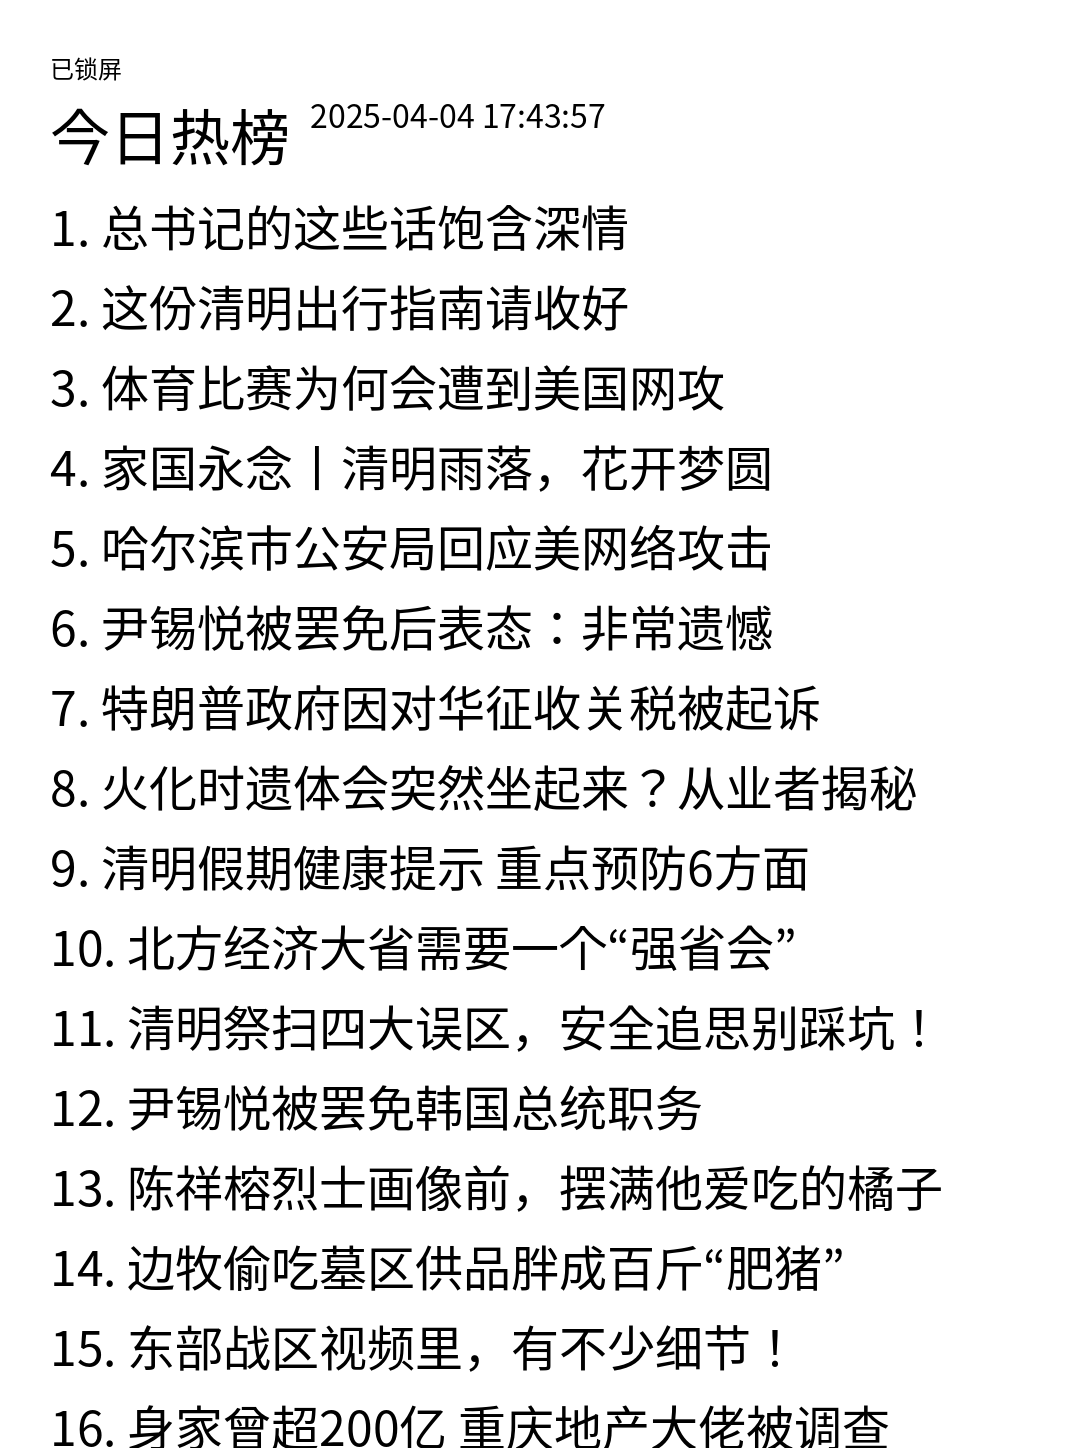 已锁屏
今日热榜 2025-04-04 17:43:57
1. 总书记的这些话饱含深情
2. 这份清明出行指南请收好
3. 体育比赛为何会遭到美国网攻
4. 家国永念丨清明雨落，花开梦圆
5. 哈尔滨市公安局回应美网络攻击
6. 尹锡悦被罢免后表态：非常遗憾
7. 特朗普政府因对华征收关税被起诉
8. 火化时遗体会突然坐起来？从业者揭秘
9. 清明假期健康提示 重点预防6方面
10. 北方经济大省需要一个“强省会”
11. 清明祭扫四大误区，安全追思别踩坑！
12. 尹锡悦被罢免韩国总统职务
13. 陈祥榕烈士画像前，摆满他爱吃的橘子
14. 边牧偷吃墓区供品胖成百斤“肥猪”
15. 东部战区视频里，有不少细节！
16. 身家曾超200亿 重庆地产大佬被调查